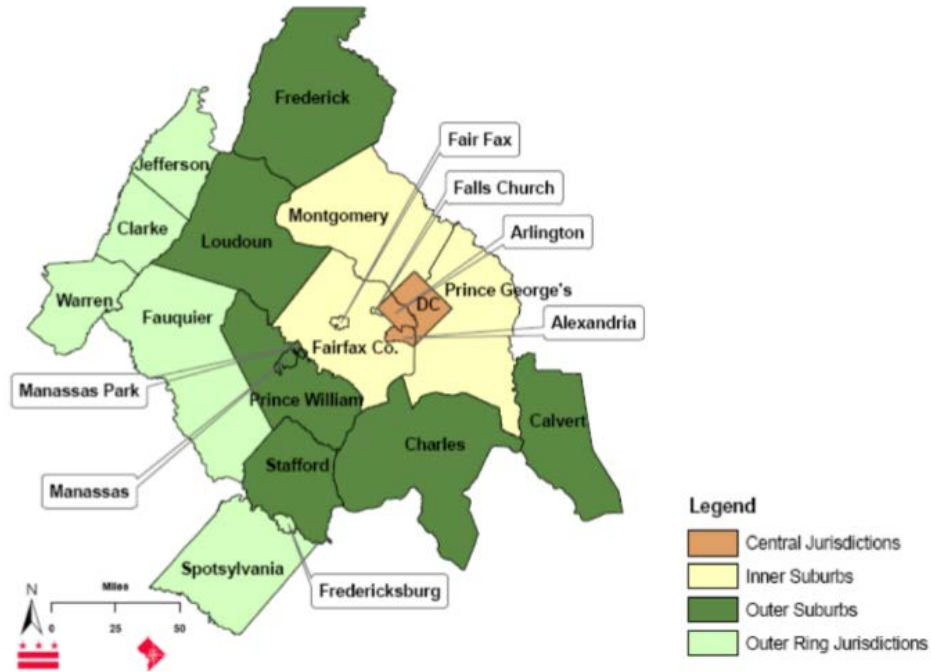 Frederick
Fair Fax
Jefferson
Falls Church
Montgomery
Clarke
Arlington
Loudoun
Prince George's
Warren
DC
Fauquier
Alexandria
Fairfax Co.
Manassas Park
Prince William
Calvert
Charles
Stafford
Manassas
Legend
Central Jurisdictions
Spotsylvania
Inner Suburbs
Fredericksburg
N
Miles
0 25 50
Outer Suburbs
Outer Ring Jurisdictions